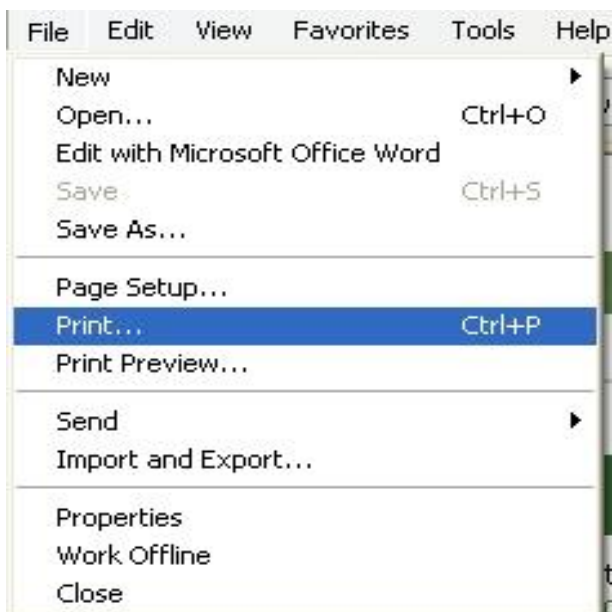 File Edit View Favorites Tools Help
New
Open... Ctrl+O
Edit with Microsoft Office Word
Save Ctrl+S
Save As...
Page Setup...
Print... Ctrl+P
Print Preview...
Send
Import and Export...
Properties
Work Offline
Close